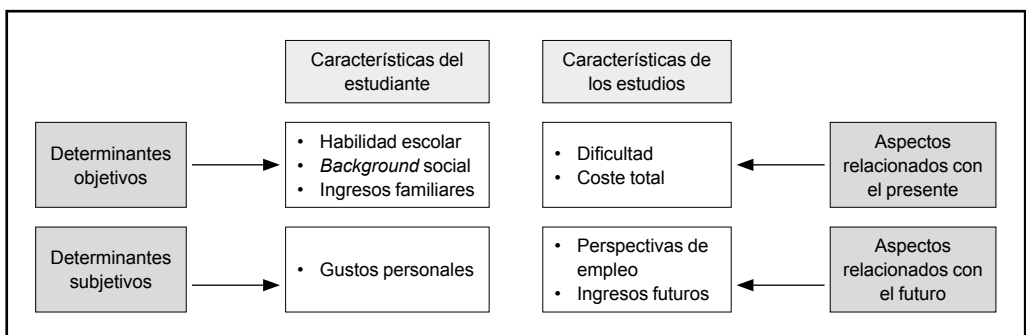 Características del
estudiante
Características de
los estudios
Determinantes
objetivos
• Habilidad escolar
• Background social
• Ingresos familiares
• Dificultad
• Coste total
Aspectos
relacionados con
el presente
Determinantes
subjetivos
• Gustos personales
• Perspectivas de
empleo
• Ingresos futuros
Aspectos
relacionados con
el futuro